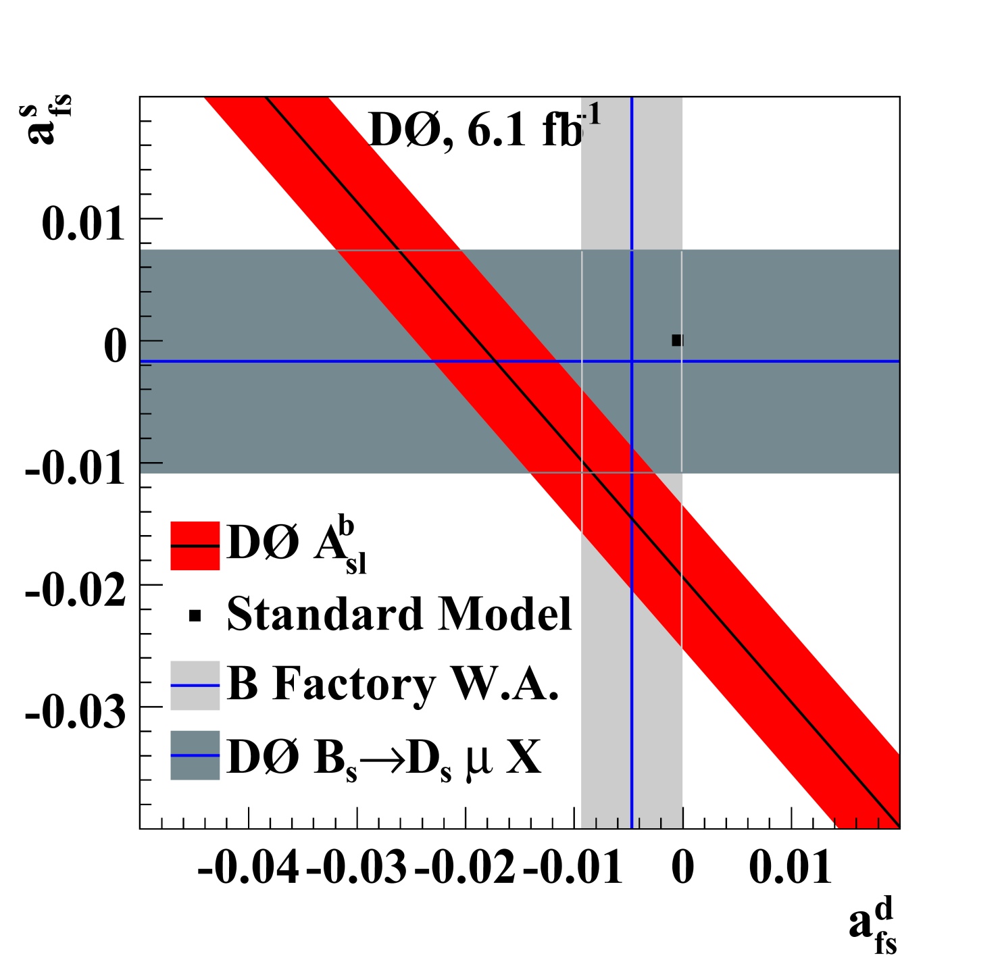 a^s_fs
DØ, 6.1 fb^-1
0.01
0
-0.01
-0.02
-0.03
DØ A^b_sl
Standard Model
B Factory W.A.
DØ B_s→D_s μ X
-0.04 -0.03 -0.02 -0.01 0 0.01
a^d_fs